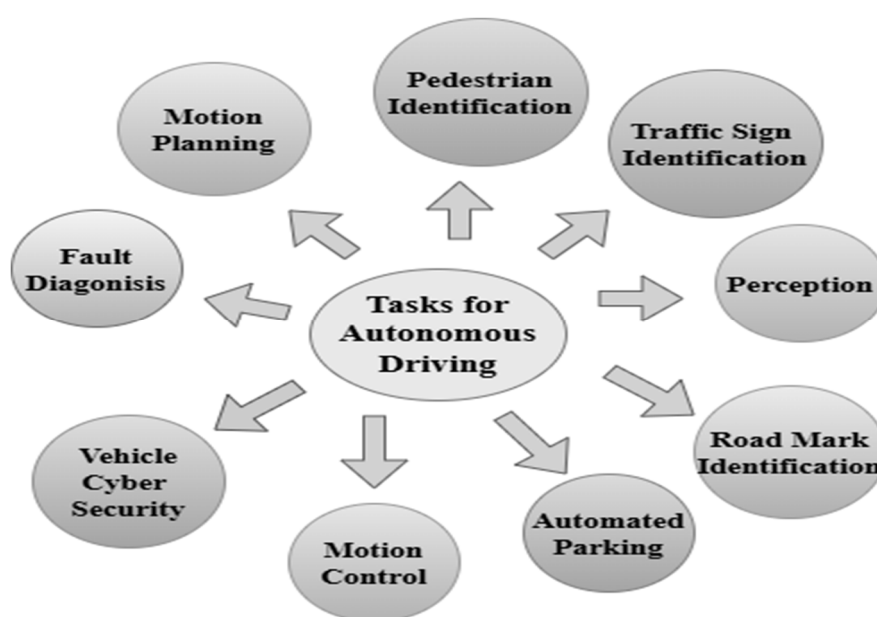 Pedestrian
Identification
Motion
Planning
Traffic Sign
Identification
Fault
Diagonisis
Perception
Tasks for
Autonomous
Driving
Road Mark
Identification
Vehicle
Cyber
Security
Automated
Parking
Motion
Control